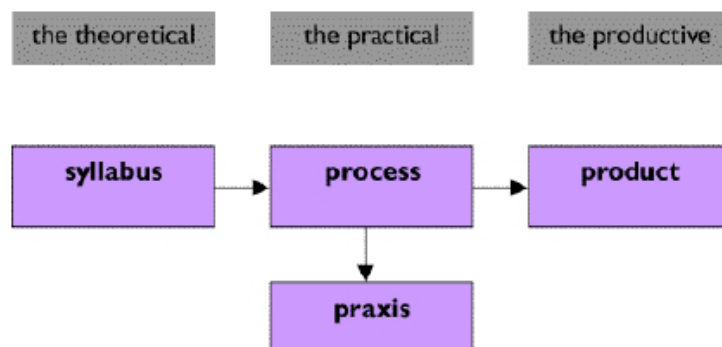 the theoretical
the practical
the productive
syllabus
process
product
praxis